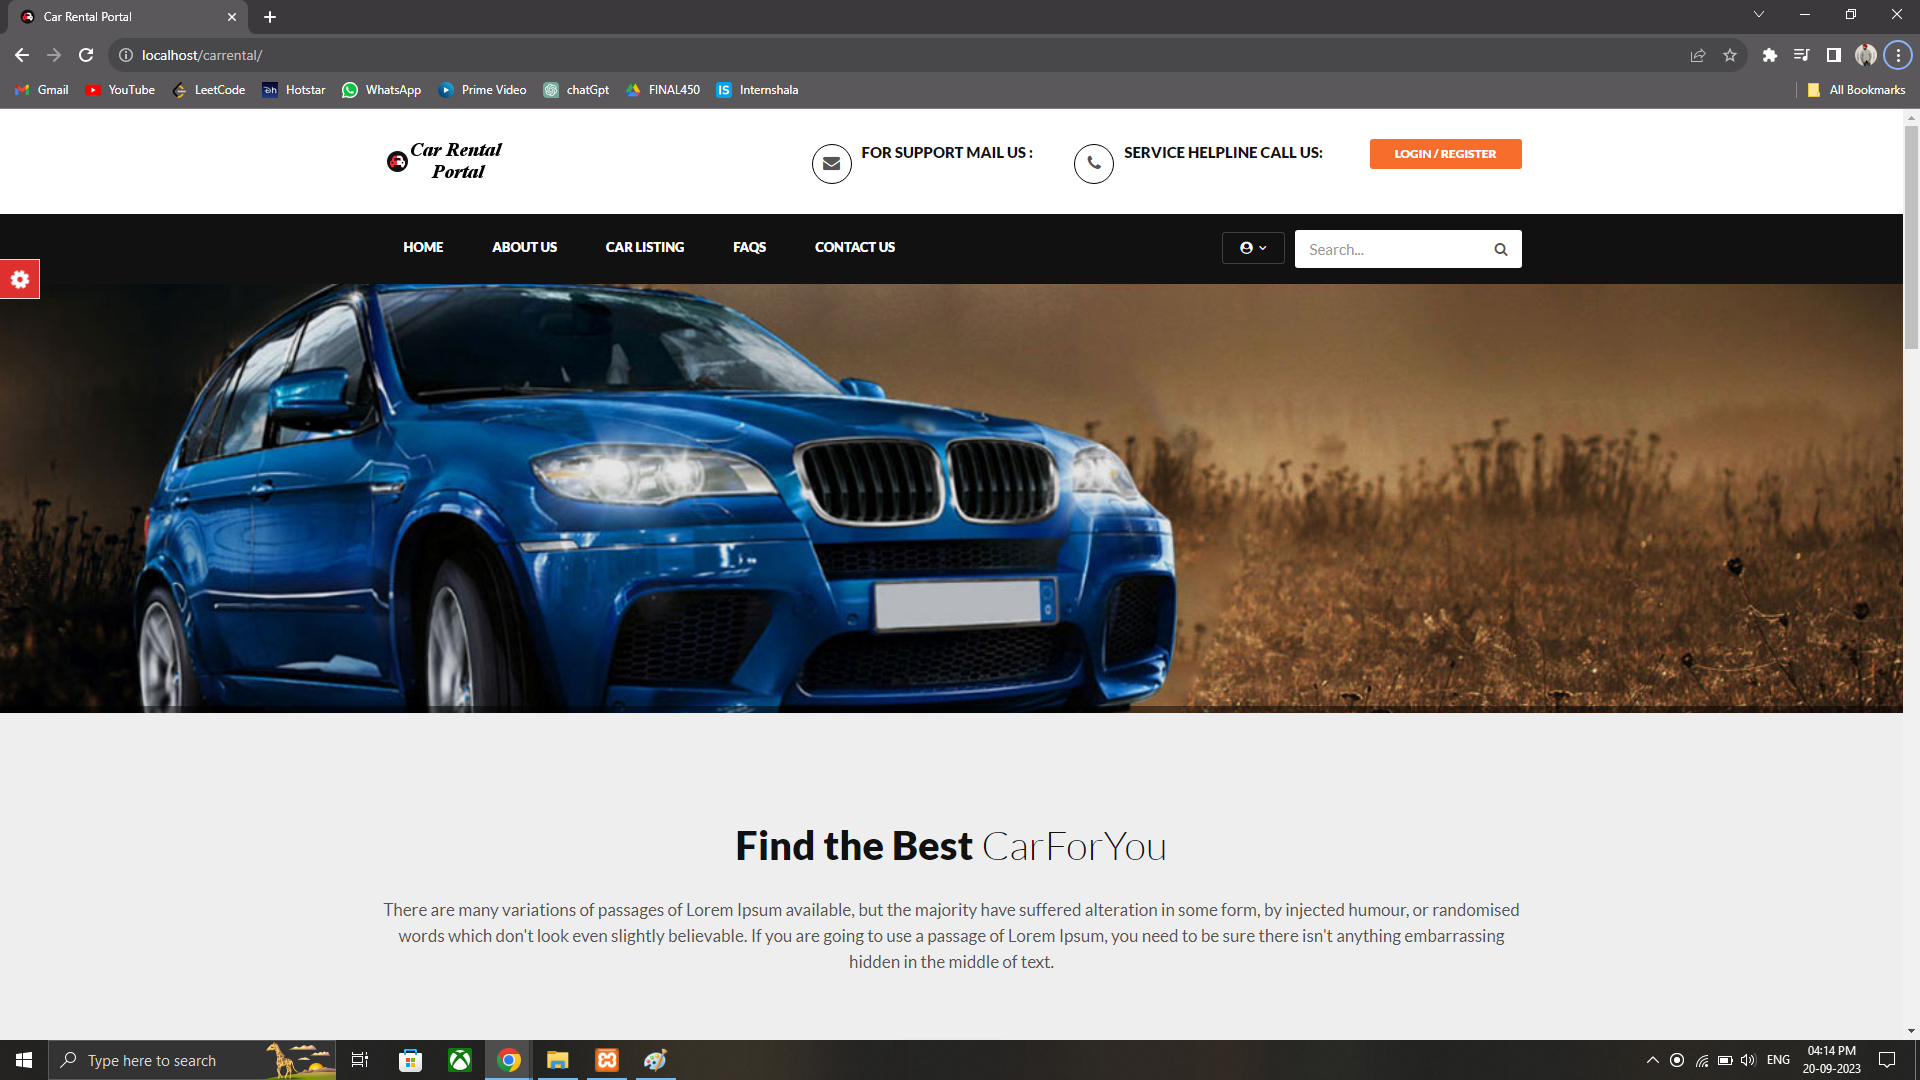 Car Rental Portal
localhost/carrental/
Gmail YouTube LeetCode Hotstar WhatsApp Prime Video chatGpt FINAL450 Internshala All Bookmarks
Car Rental
Portal
FOR SUPPORT MAIL US :
SERVICE HELPLINE CALL US:
LOGIN / REGISTER
HOME ABOUT US CAR LISTING FAQS CONTACT US
Search...
Find the Best CarForYou
There are many variations of passages of Lorem Ipsum available, but the majority have suffered alteration in some form, by injected humour, or randomised
words which don't look even slightly believable. If you are going to use a passage of Lorem Ipsum, you need to be sure there isn't anything embarrassing
hidden in the middle of text.
Type here to search
ENG
04:14 PM
20-09-2023